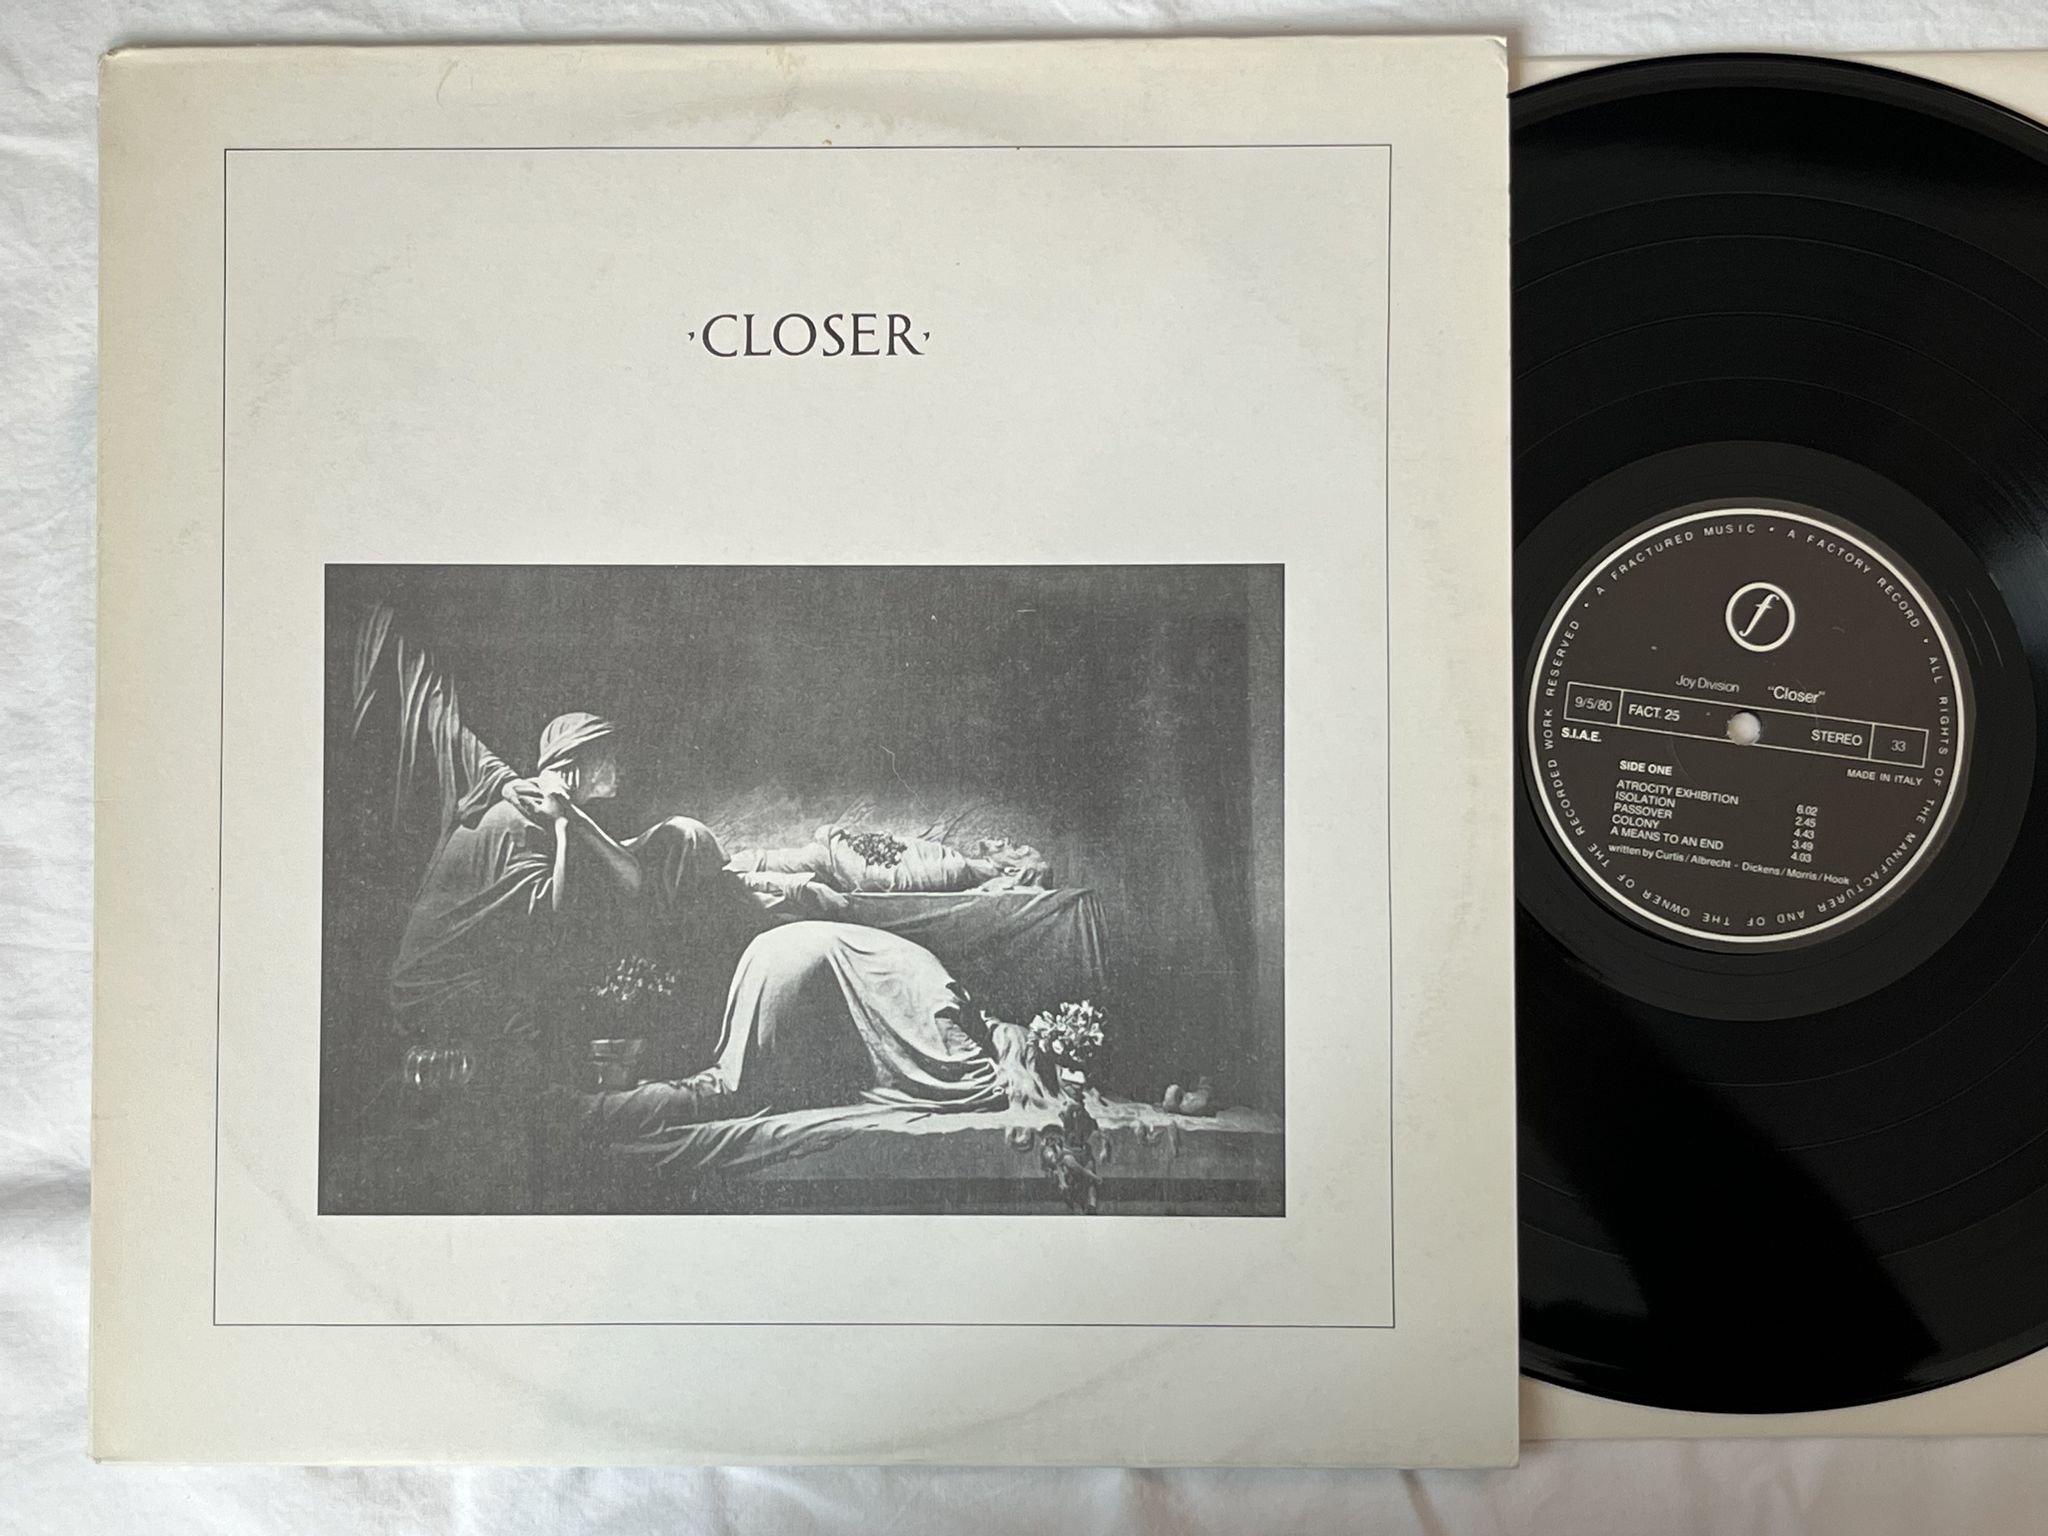 ·CLOSER·
A FRACTURED MUSIC • A FACTORY RECORD • ALL RIGHTS OF THE MANUFACTURER AND OF THE OWNER OF THE RECORDED WORK RESERVED •
f
Joy Division "Closer"
9/5/80 FACT. 25 STEREO 33
S.I.A.E. MADE IN ITALY
SIDE ONE
ATROCITY EXHIBITION 6.02
ISOLATION 2.45
PASSOVER 4.43
COLONY 3.49
A MEANS TO AN END 4.03
written by Curtis/Albrecht - Dickens/Morris/Hook